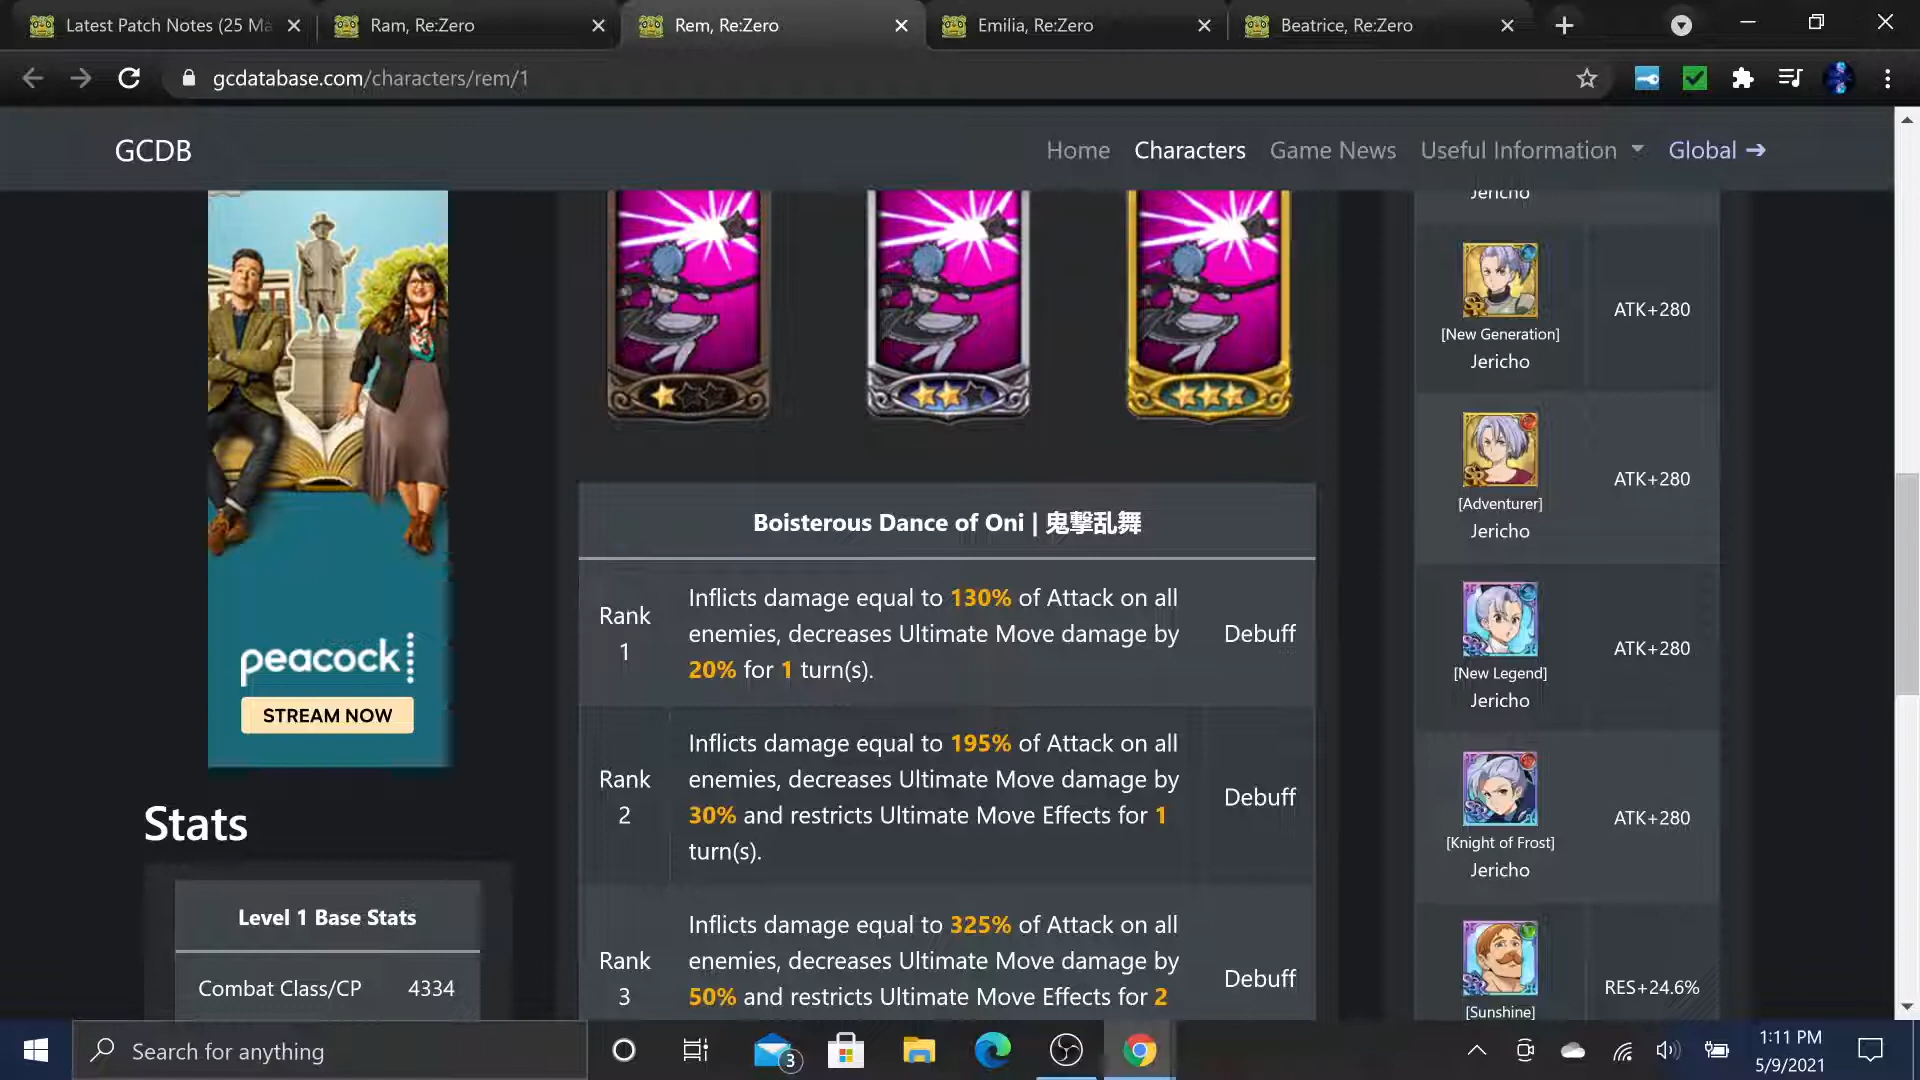 Latest Patch Notes (25 Ma
Ram, Re:Zero
Rem, Re:Zero
Emilia, Re:Zero
Beatrice, Re:Zero
gcdatabase.com/characters/rem/1
GCDB
Home
Characters
Game News
Useful Information
Global
peacock
STREAM NOW
Stats
Level 1 Base Stats
Combat Class/CP 4334
Boisterous Dance of Oni | 鬼撃乱舞
Rank
1
Inflicts damage equal to 130% of Attack on all
enemies, decreases Ultimate Move damage by
20% for 1 turn(s).
Debuff
Rank
2
Inflicts damage equal to 195% of Attack on all
enemies, decreases Ultimate Move damage by
30% and restricts Ultimate Move Effects for 1
turn(s).
Debuff
Rank
3
Inflicts damage equal to 325% of Attack on all
enemies, decreases Ultimate Move damage by
50% and restricts Ultimate Move Effects for 2
Debuff
Jericho
SR
[New Generation]
Jericho
ATK+280
SR
[Adventurer]
Jericho
ATK+280
[New Legend]
Jericho
ATK+280
[Knight of Frost]
Jericho
ATK+280
[Sunshine]
RES+24.6%
Search for anything
3
1:11 PM
5/9/2021